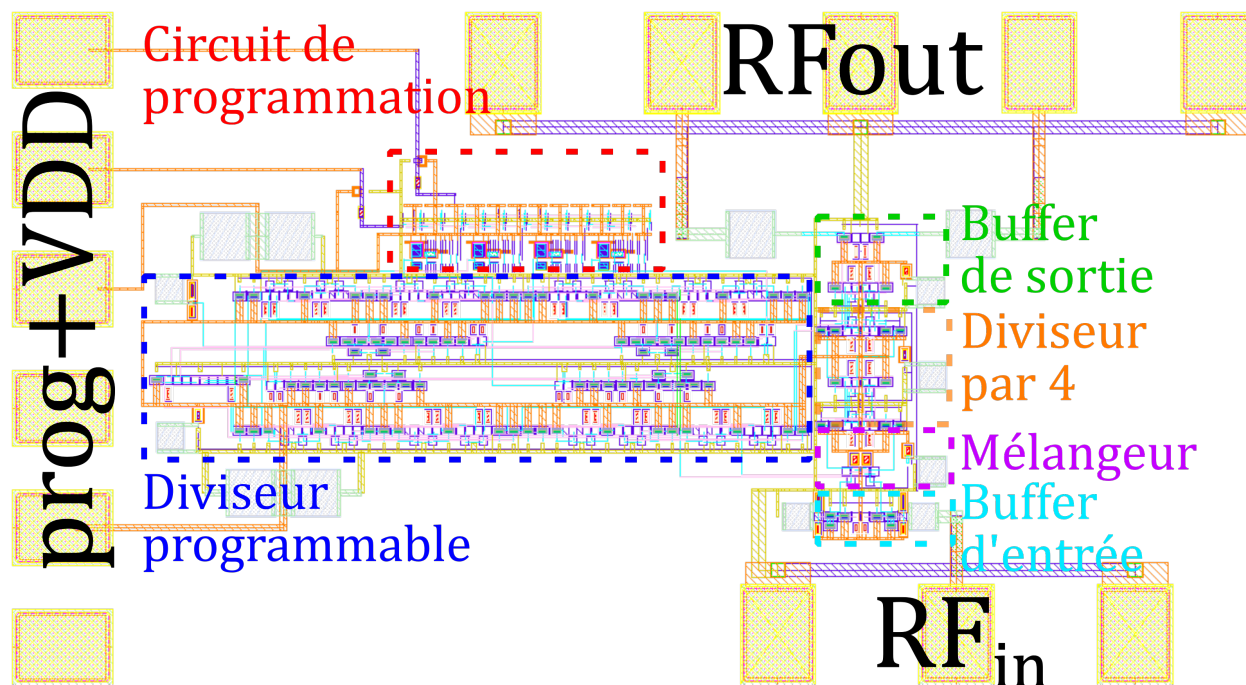 Circuit de
programmation
RFout
prog+VDD
Buffer
de sortie
Diviseur
par 4
Mélangeur
Diviseur
programmable
Buffer
d'entrée
RFin